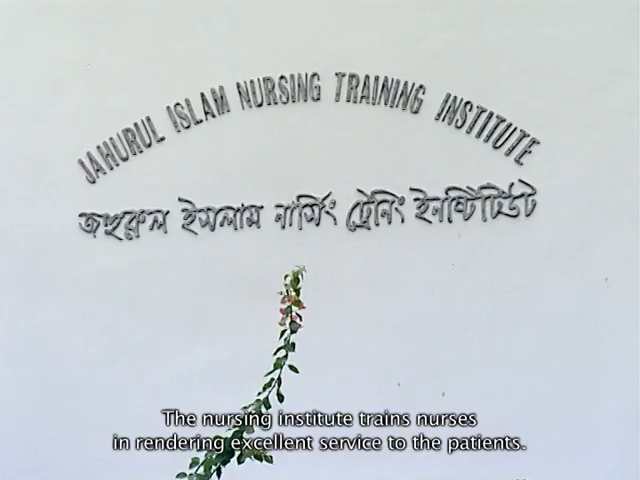 JAHURUL ISLAM NURSING TRAINING INSTITUTE
জহুরুল ইসলাম নার্সিং ট্রেনিং ইনষ্টিটিউট
The nursing institute trains nurses
in rendering excellent service to the patients.